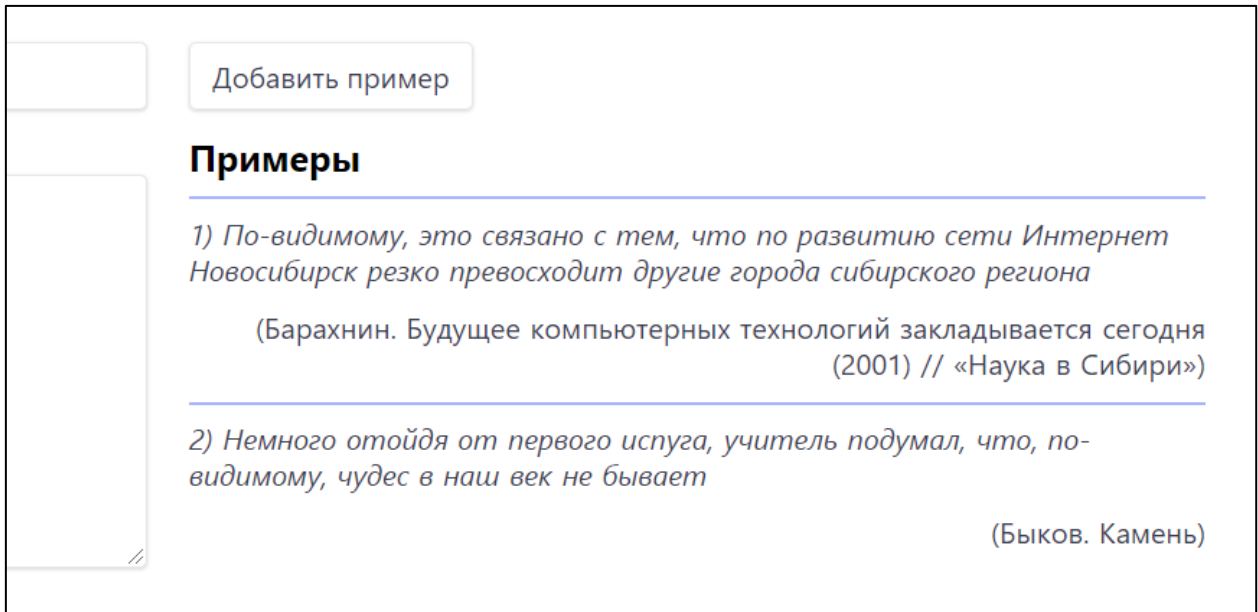 Добавить пример
Примеры
1) По-видимому, это связано с тем, что по развитию сети Интернет
Новосибирск резко превосходит другие города сибирского региона
(Барахнин. Будущее компьютерных технологий закладывается сегодня
(2001) // «Наука в Сибири»)
2) Немного отойдя от первого испуга, учитель подумал, что, по-
видимому, чудес в наш век не бывает
(Быков. Камень)